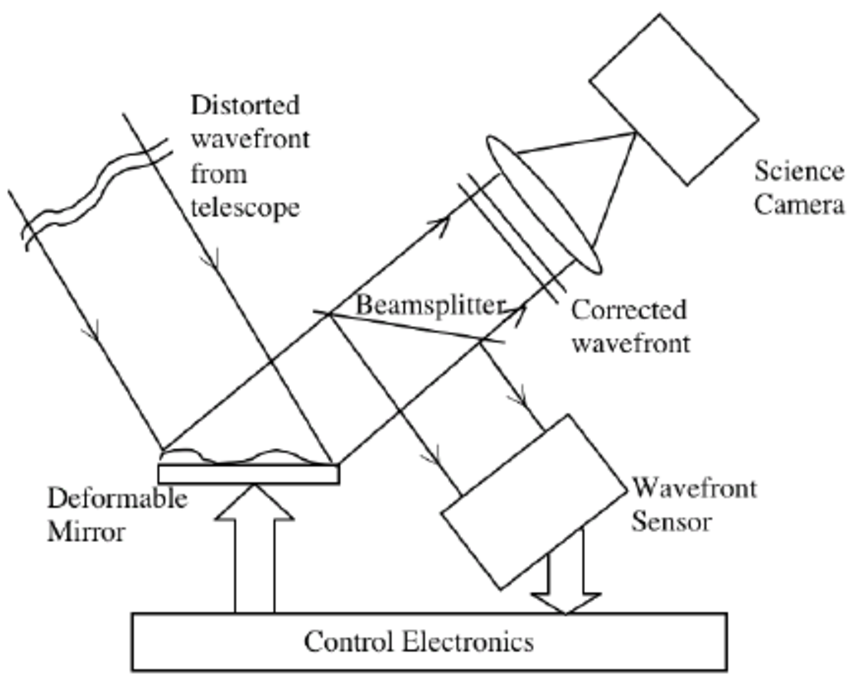 Distorted
wavefront
from
telescope
Science
Camera
Beamsplitter
Corrected
wavefront
Deformable
Mirror
Wavefront
Sensor
Control Electronics